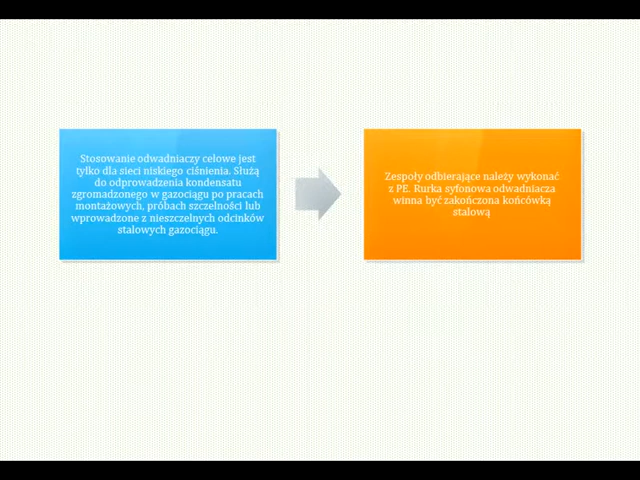 Stosowanie odwadniaczy celowe jest
tylko dla sieci niskiego ciśnienia. Służą
do odprowadzenia kondensatu
zgromadzonego w gazociągu po pracach
montażowych, próbach szczelności lub
wprowadzone z nieszczelnych odcinków
stalowych gazociągu.
Zespoły odbierające należy wykonać
z PE. Rurka syfonowa odwadniacza
winna być zakończona końcówką
stalową